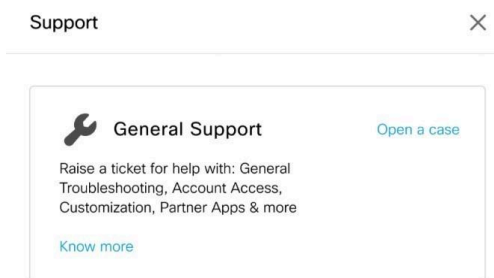 Support
General Support
Open a case
Raise a ticket for help with: General
Troubleshooting, Account Access,
Customization, Partner Apps & more
Know more